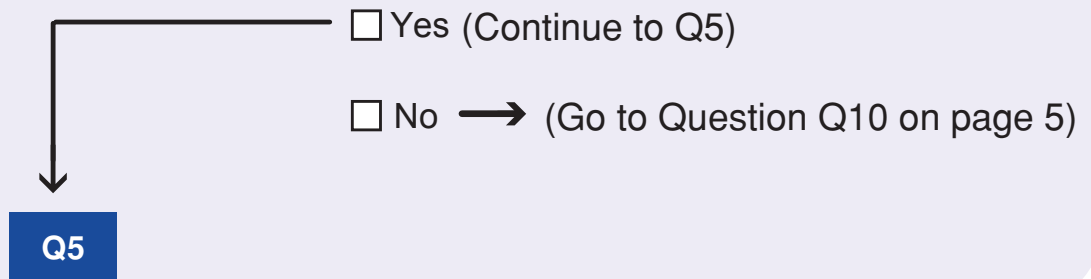 Yes (Continue to Q5)
No (Go to Question Q10 on page 5)
Q5